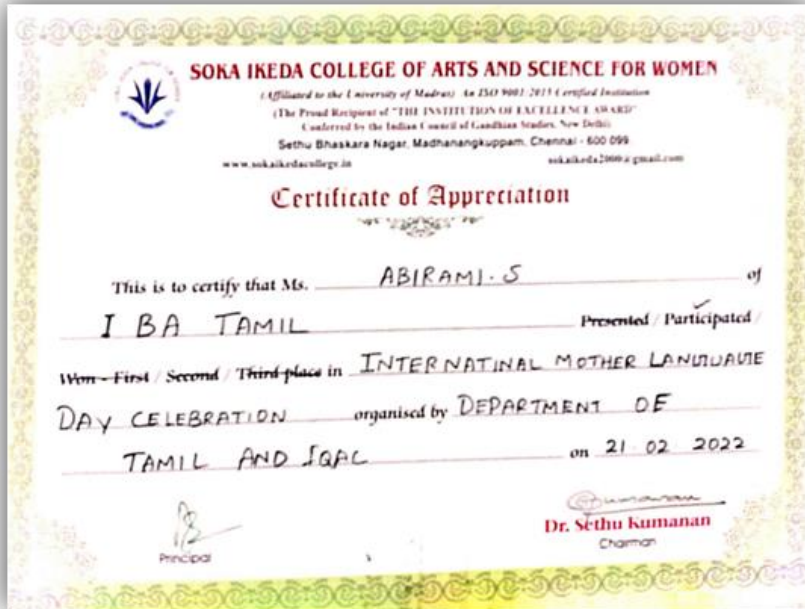 SOKA IKEDA COLLEGE OF ARTS AND SCIENCE FOR WOMEN
(Affiliated to the University of Madras) An ISO 9001:2015 Certified Institution
(The Proud Recipient of "THE INSTITUTION OF EXCELLENCE AWARD"
Conferred by the Indian Council of Gandhian Studies, New Delhi)
Sethu Bhaskara Nagar, Madhanangkuppam, Chennai - 600 099
www.sokaikedacollege.in sokaikeda2000@gmail.com
Certificate of Appreciation
This is to certify that Ms. ABIRAMI.S of
I BA TAMIL Presented / Participated /
Won - First / Second / Third place in INTERNATINAL MOTHER LANUUAUE
DAY CELEBRATION organised by DEPARTMENT OF
TAMIL AND IQAC on 21 02 2022
Dr. Sethu Kumanan
Principal Chairman